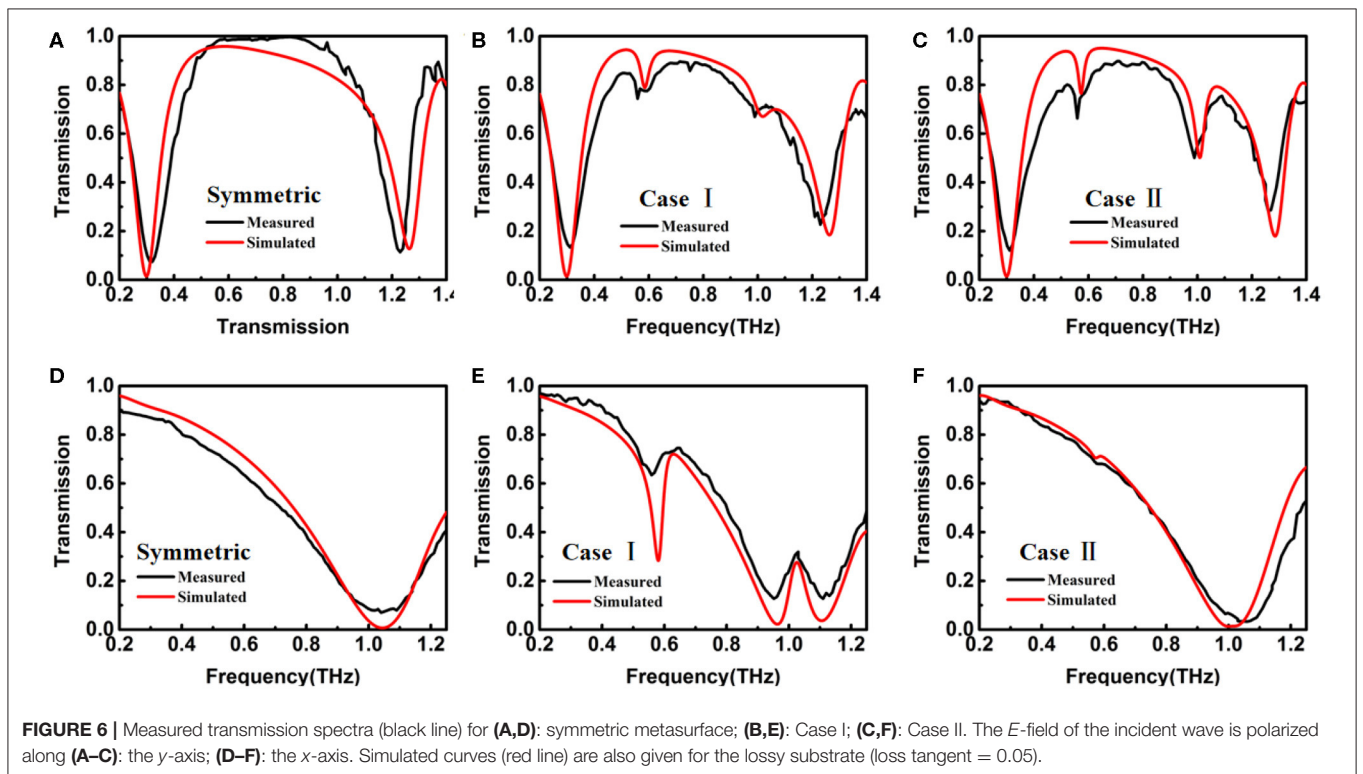 A
Transmission
1.0
0.8
0.6
0.4
0.2
0.0
Symmetric
Measured
Simulated
0.2 0.4 0.6 0.8 1.0 1.2 1.4
Transmission
B
Transmission
1.0
0.8
0.6
0.4
0.2
0.0
Case Ⅰ
Measured
Simulated
0.2 0.4 0.6 0.8 1.0 1.2 1.4
Frequency(THz)
C
Transmission
1.0
0.8
0.6
0.4
0.2
0.0
Case Ⅱ
Measured
Simulated
0.2 0.4 0.6 0.8 1.0 1.2 1.4
Frequency(THz)
D
Transmission
1.0
0.8
0.6
0.4
0.2
0.0
Symmetric
Measured
Simulated
0.2 0.4 0.6 0.8 1.0 1.2
Frequency(THz)
E
Transmission
1.0
0.8
0.6
0.4
0.2
0.0
Case Ⅰ
Measured
Simulated
0.2 0.4 0.6 0.8 1.0 1.2
Frequency(THz)
F
Transmission
1.0
0.8
0.6
0.4
0.2
0.0
Case Ⅱ
Measured
Simulated
0.2 0.4 0.6 0.8 1.0 1.2
Frequency(THz)
FIGURE 6 | Measured transmission spectra (black line) for (A,D): symmetric metasurface; (B,E): Case I; (C,F): Case II. The E-field of the incident wave is polarized
along (A–C): the y-axis; (D–F): the x-axis. Simulated curves (red line) are also given for the lossy substrate (loss tangent = 0.05).